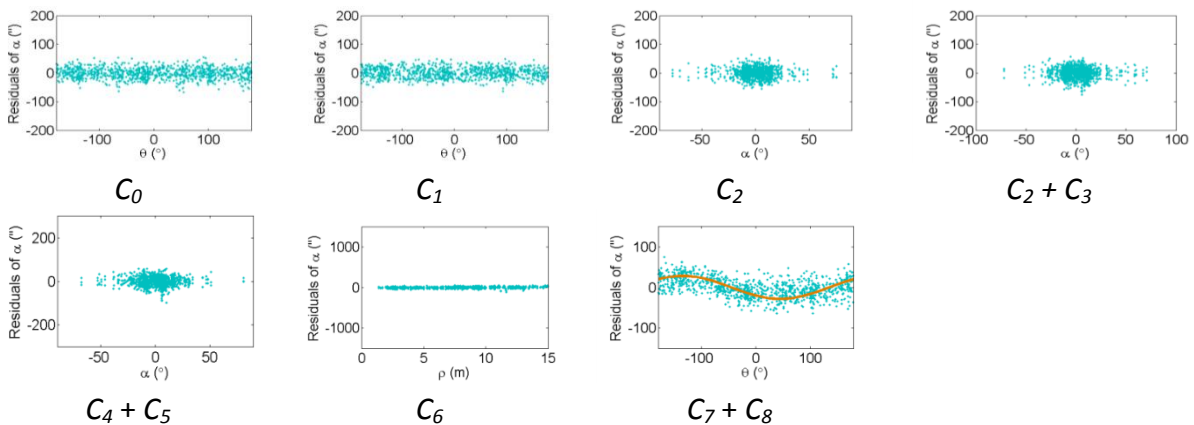 200
100
0
-100
-200
Residuals of α (")
-100 0 100
θ (°)
C0
200
100
0
-100
-200
Residuals of α (")
-100 0 100
θ (°)
C1
200
100
0
-100
-200
Residuals of α (")
-50 0 50
α (°)
C2
200
100
0
-100
-200
Residuals of α (")
-100 -50 0 50 100
α (°)
C2 + C3
200
0
-200
Residuals of α (")
-50 0 50
α (°)
C4 + C5
1000
0
-1000
Residuals of α (")
0 5 10 15
ρ (m)
C6
100
0
-100
Residuals of α (")
-100 0 100
θ (°)
C7 + C8